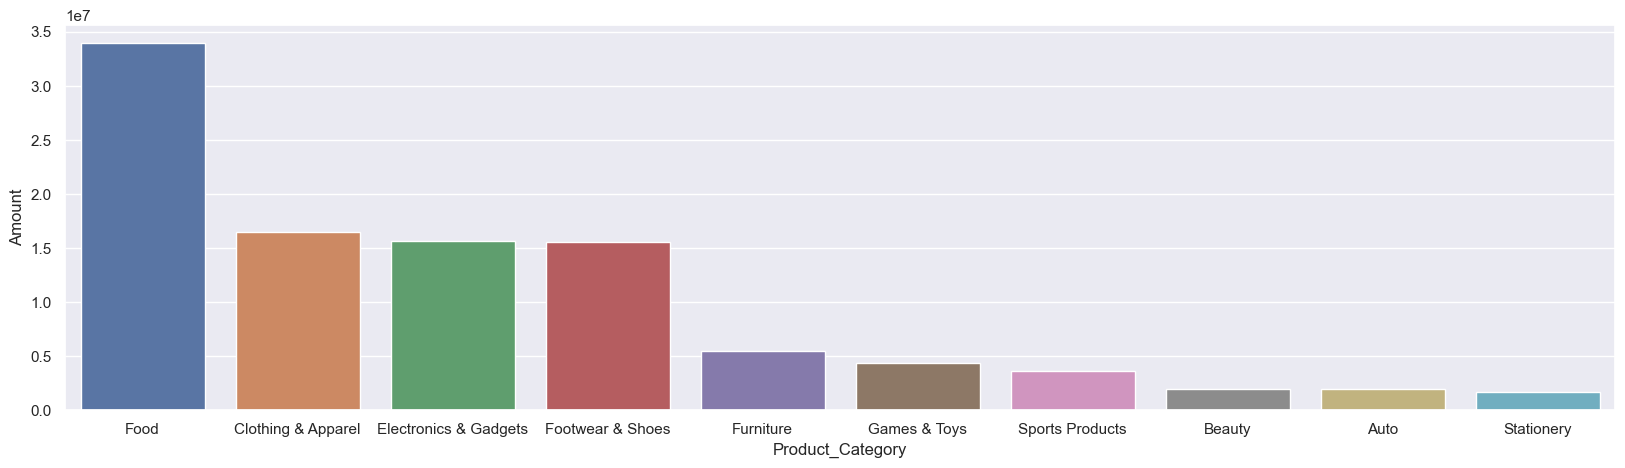 1e7
3.5
3.0
2.5
2.0
1.5
1.0
0.5
0.0
Amount
Food Clothing & Apparel Electronics & Gadgets Footwear & Shoes Furniture Games & Toys Sports Products Beauty Auto Stationery
Product_Category